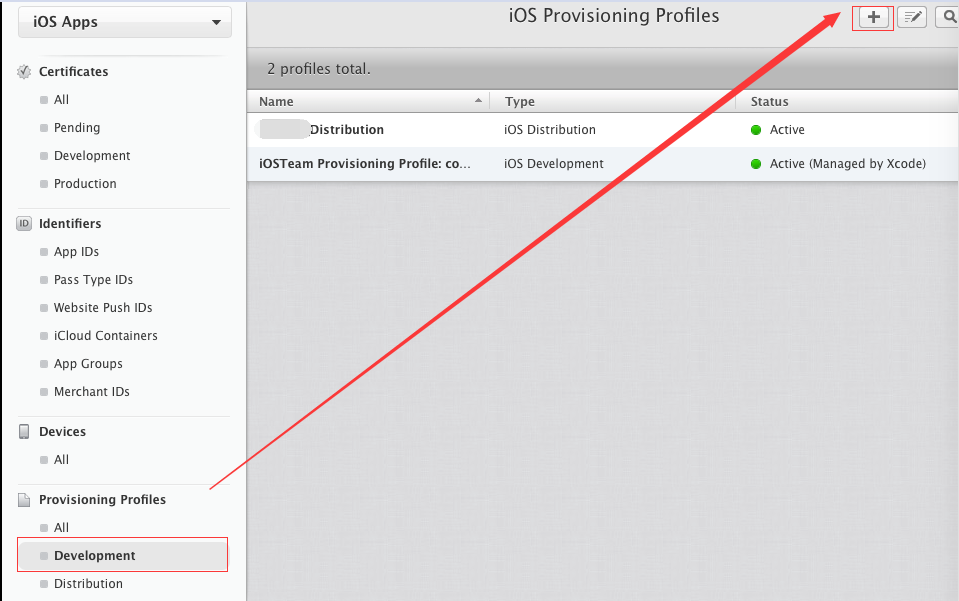 iOS Apps
Certificates
All
Pending
Development
Production
ID Identifiers
App IDs
Pass Type IDs
Website Push IDs
iCloud Containers
App Groups
Merchant IDs
Devices
All
Provisioning Profiles
All
Development
Distribution
iOS Provisioning Profiles
2 profiles total.
Name Type Status
Distribution iOS Distribution Active
iOSTeam Provisioning Profile: co... iOS Development Active (Managed by Xcode)